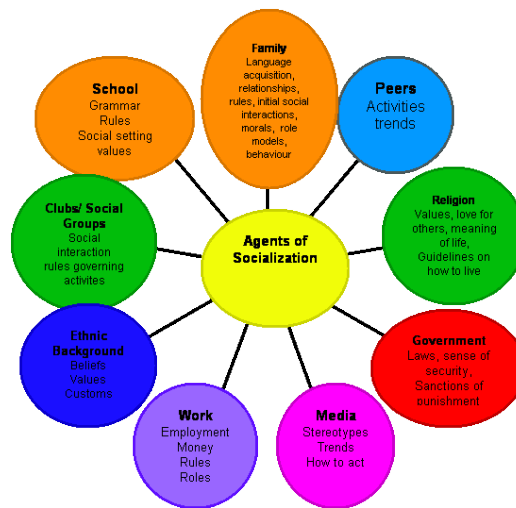 Family
Language
acquisition,
relationships,
rules, initial social
interactions,
morals, role
models,
behaviour
Peers
Activities
trends
Religion
Values, love for
others, meaning
of life,
Guidelines on
how to live
Government
Laws, sense of
security,
Sanctions of
ounishment
Media
Stereotypes
Trends
How to act
Work
Employment
Money
Rules
Roles
Ethnic
Background
Beliefs
Values
Customs
Clubs/ Social
Groups
Social
interaction
rules governing
activites
School
Grammar
Rules
Social setting
values
Agents of
Socialization